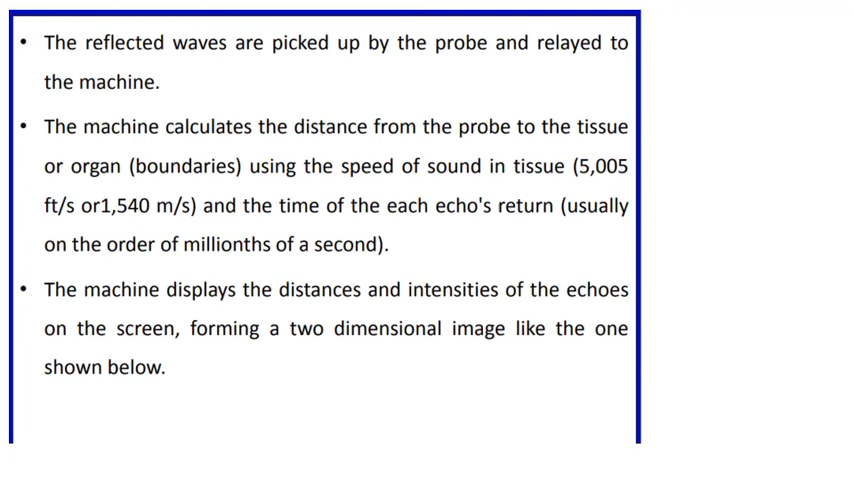 • The reflected waves are picked up by the probe and relayed to
the machine.
• The machine calculates the distance from the probe to the tissue
or organ (boundaries) using the speed of sound in tissue (5,005
ft/s or1,540 m/s) and the time of the each echo's return (usually
on the order of millionths of a second).
• The machine displays the distances and intensities of the echoes
on the screen, forming a two dimensional image like the one
shown below.